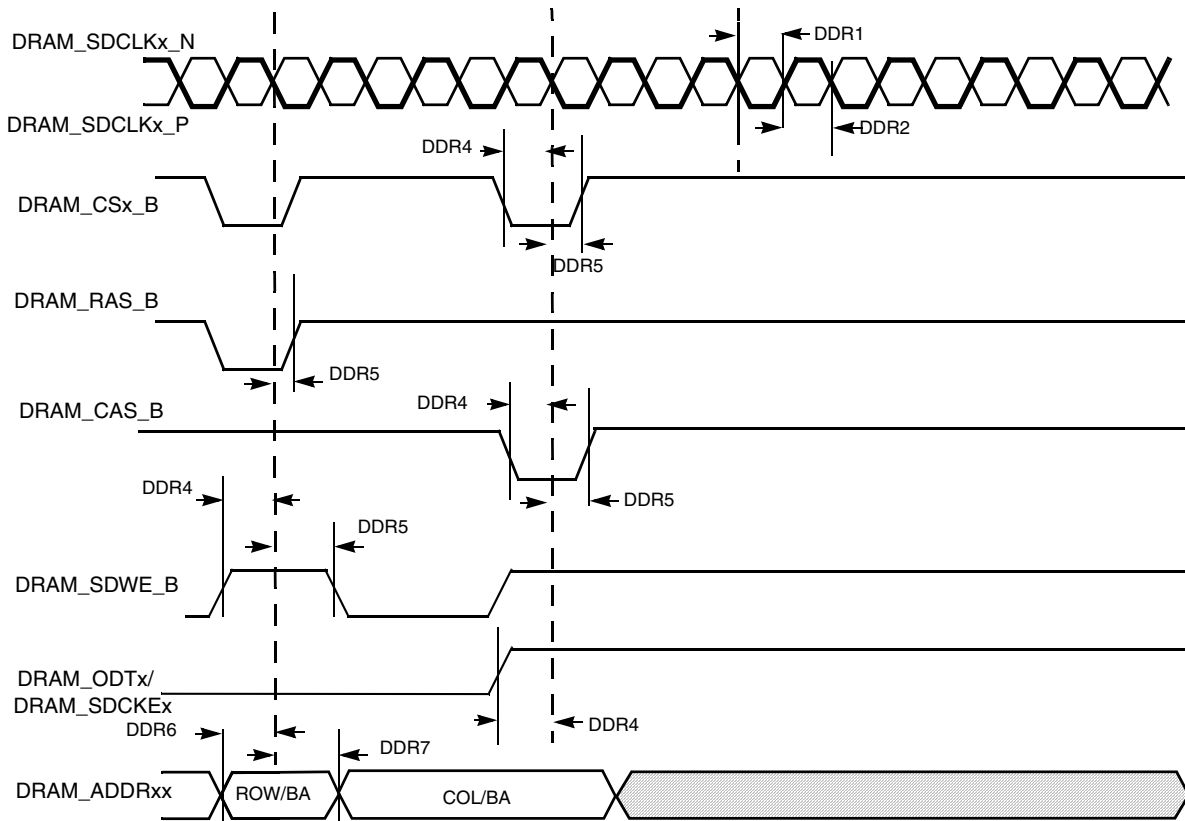 DRAM_SDCLKx_N
DDR1
DRAM_SDCLKx_P
DDR2
DDR4
DRAM_CSx_B
DDR5
DRAM_RAS_B
DDR5
DDR4
DRAM_CAS_B
DDR4
DDR5
DDR5
DRAM_SDWE_B
DRAM_ODTx/
DRAM_SDCKEx
DDR4
DDR6
DDR7
DRAM_ADDRxx
ROW/BA
COL/BA